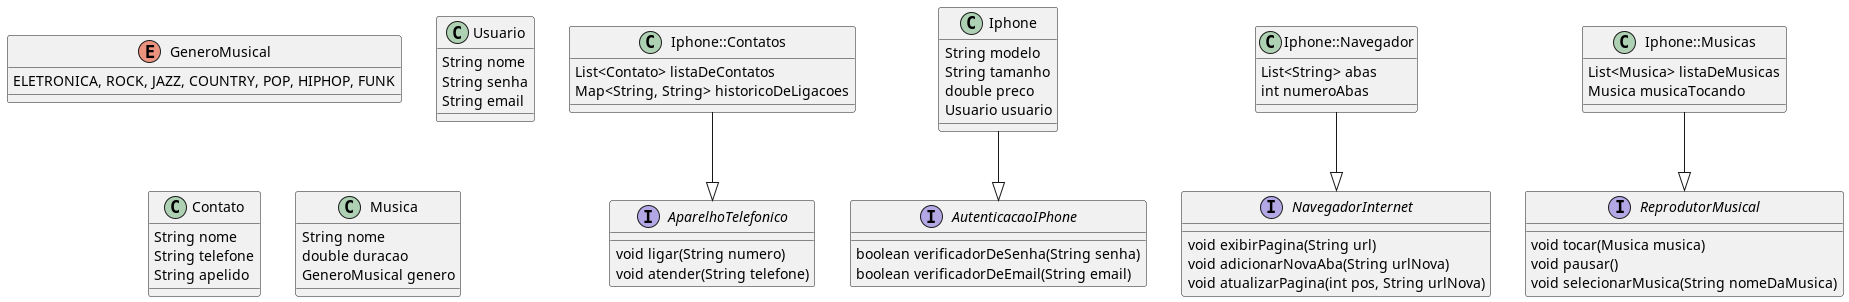 E GeneroMusical
ELETRONICA, ROCK, JAZZ, COUNTRY, POP, HIPHOP, FUNK
C Usuario
String nome
String senha
String email
C Iphone::Contatos
List<Contato> listaDeContatos
Map<String, String> historicoDeLigacoes
C Iphone
String modelo
String tamanho
double preco
Usuario usuario
C Iphone::Navegador
List<String> abas
int numeroAbas
C Iphone::Musicas
List<Musica> listaDeMusicas
Musica musicaTocando
C Contato
String nome
String telefone
String apelido
C Musica
String nome
double duracao
GeneroMusical genero
I AparelhoTelefonico
void ligar(String numero)
void atender(String telefone)
I AutenticacaoIPhone
boolean verificadorDeSenha(String senha)
boolean verificadorDeEmail(String email)
I NavegadorInternet
void exibirPagina(String url)
void adicionarNovaAba(String urlNova)
void atualizarPagina(int pos, String urlNova)
I ReprodutorMusical
void tocar(Musica musica)
void pausar()
void selecionarMusica(String nomeDaMusica)